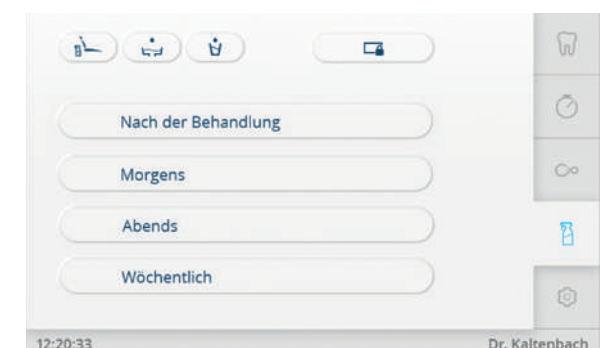 Nach der Behandlung
Morgens
Abends
Wöchentlich
12:20:33 Dr. Kaltenbach